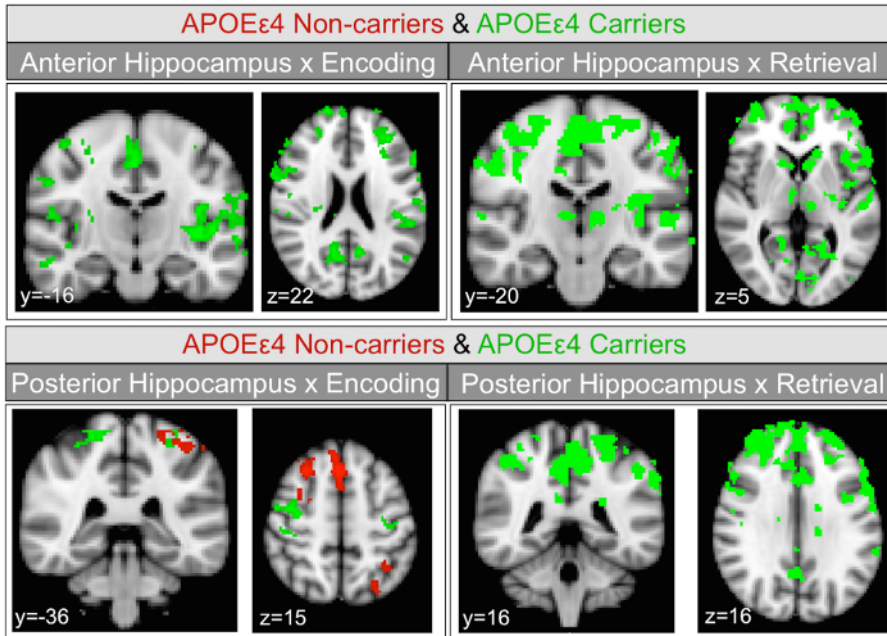 APOEε4 Non-carriers & APOEε4 Carriers
Anterior Hippocampus x Encoding
Anterior Hippocampus x Retrieval
y=-16
z=22
y=-20
z=5
APOEε4 Non-carriers & APOEε4 Carriers
Posterior Hippocampus x Encoding
Posterior Hippocampus x Retrieval
y=-36
z=15
y=16
z=16